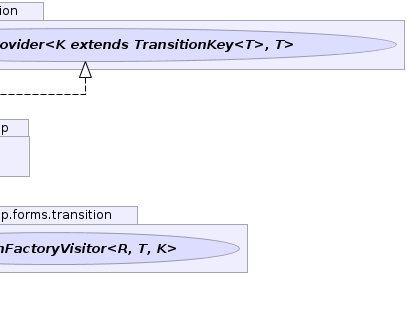 ion
ovider<K extends TransitionKey<T>, T>
p
p.forms.transition
nFactoryVisitor<R, T, K>